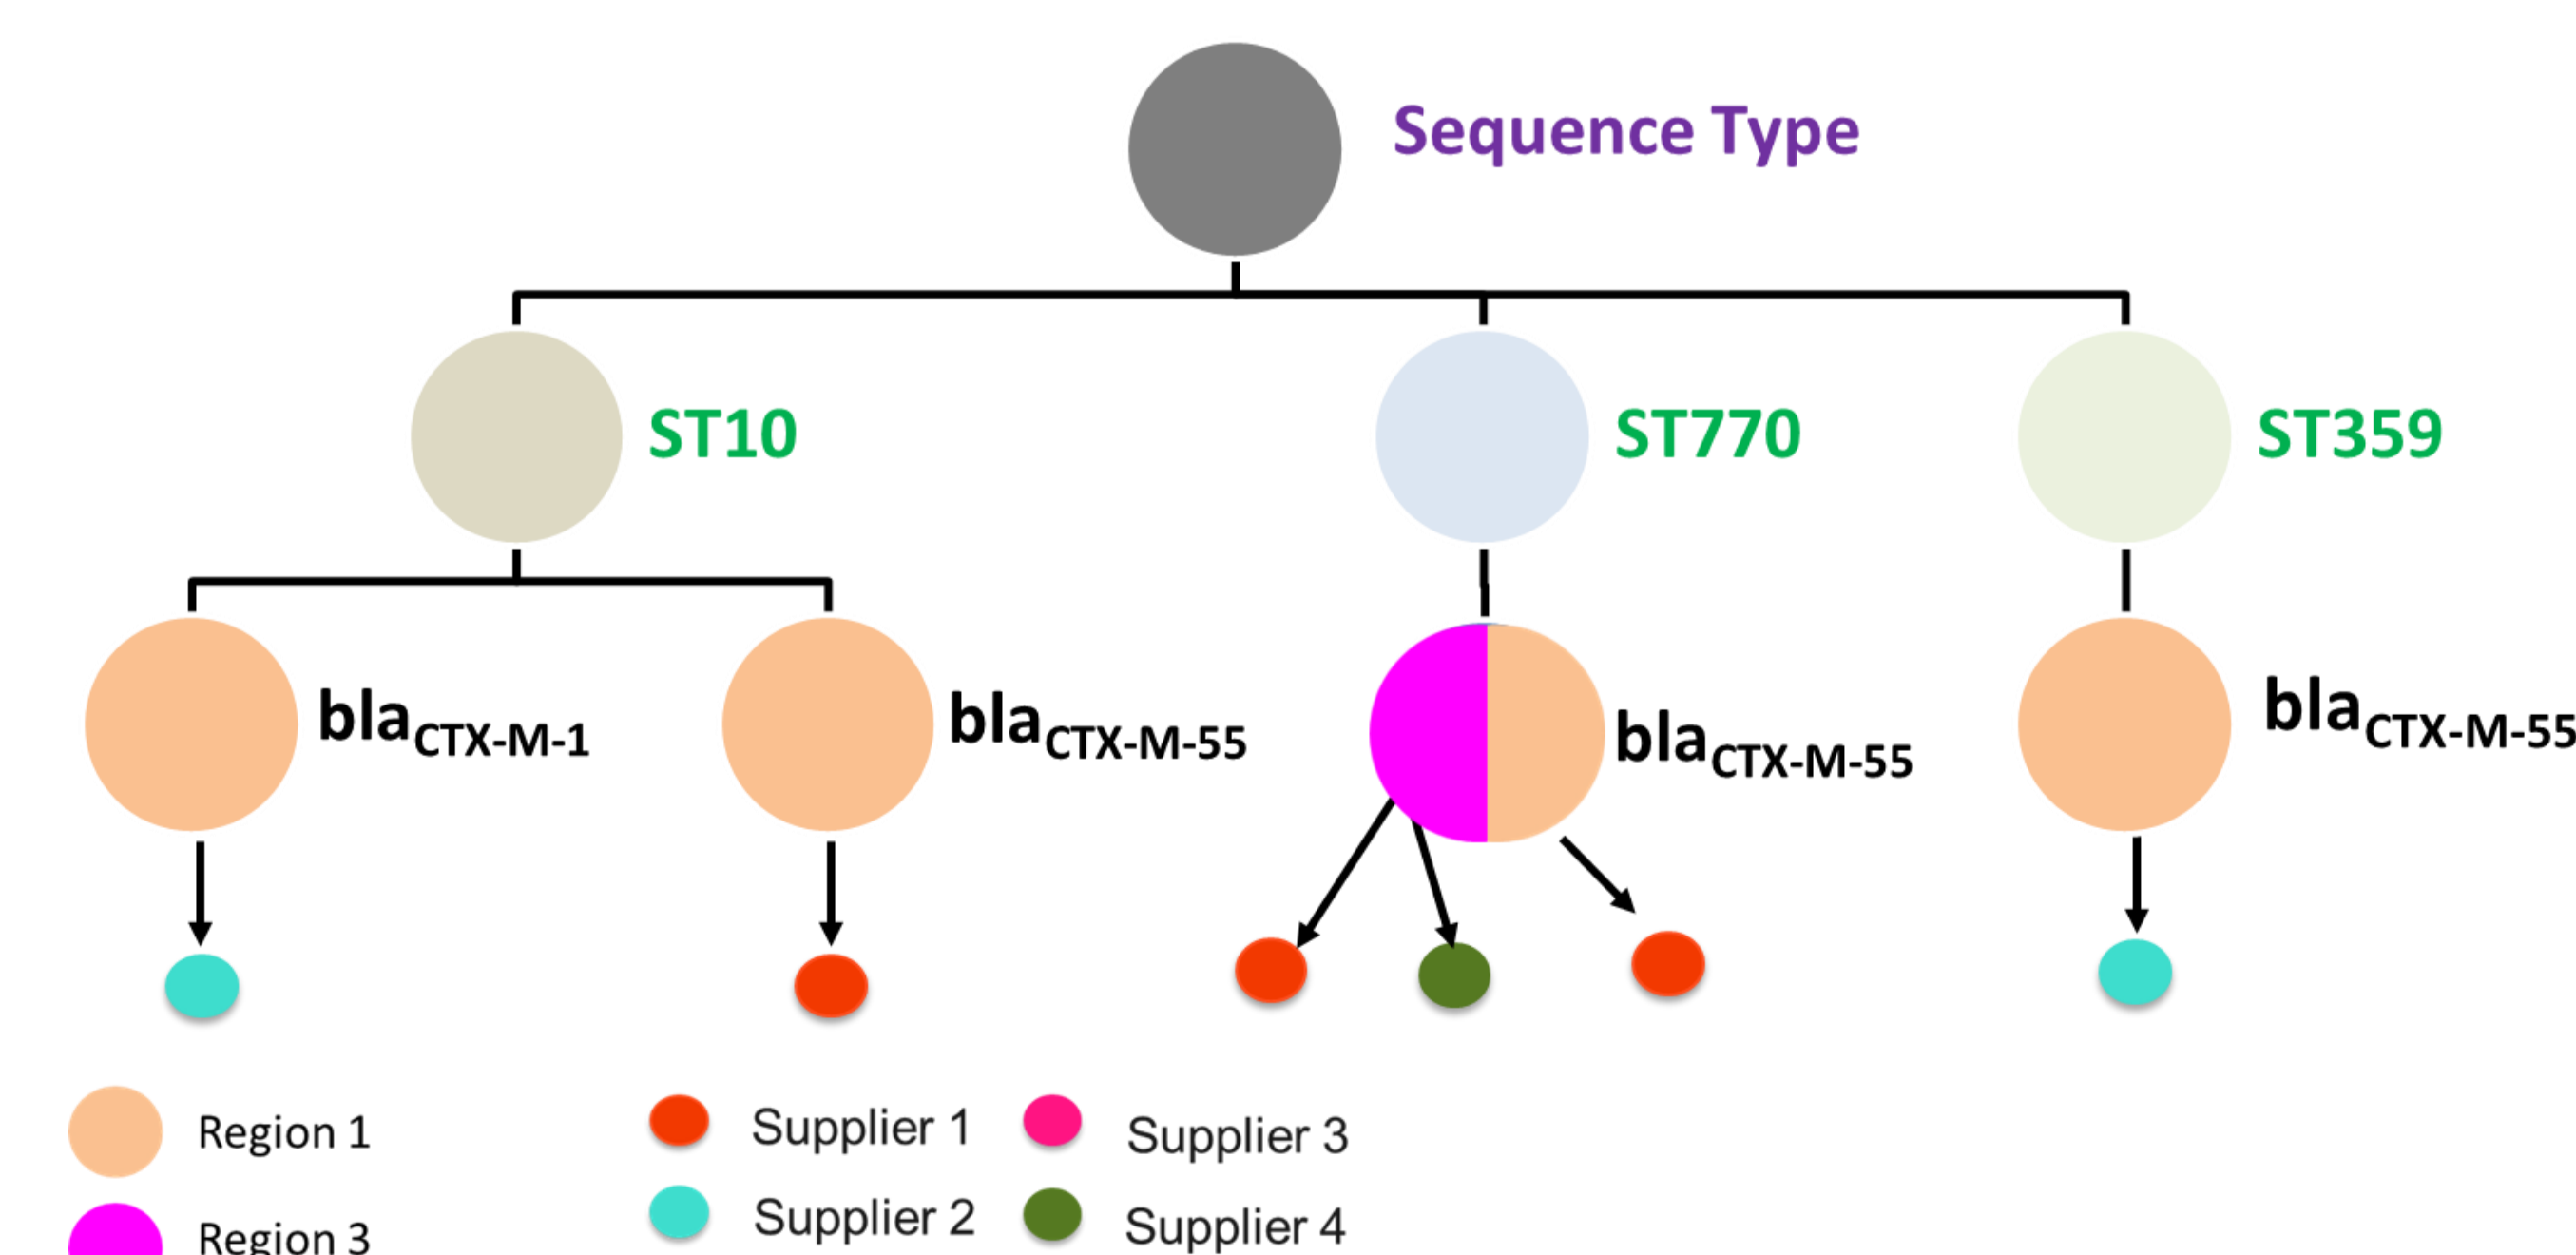 Sequence Type
ST10
ST770
ST359
blaCTX-M-1
blaCTX-M-55
blaCTX-M-55
blaCTX-M-55
Region 1
Supplier 1
Supplier 3
Region 3
Supplier 2
Supplier 4